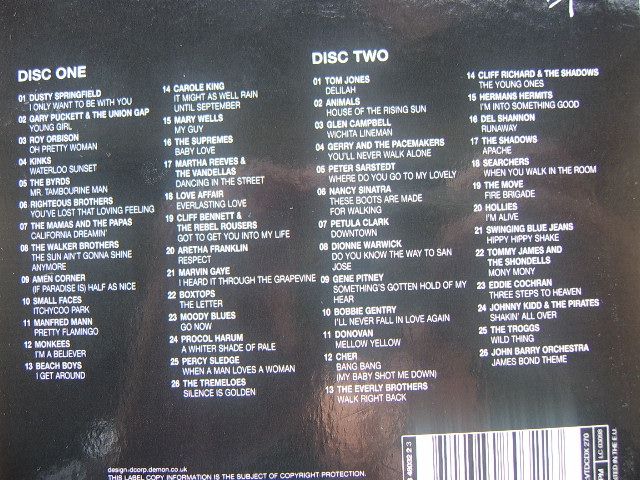 DISC ONE
01 DUSTY SPRINGFIELD
I ONLY WANT TO BE WITH YOU
02 GARY PUCKETT & THE UNION GAP
YOUNG GIRL
03 ROY ORBISON
OH PRETTY WOMAN
04 KINKS
WATERLOO SUNSET
05 THE BYRDS
MR. TAMBOURINE MAN
06 RIGHTEOUS BROTHERS
YOU'VE LOST THAT LOVING FEELING
07 THE MAMAS AND THE PAPAS
CALIFORNIA DREAMIN'
08 THE WALKER BROTHERS
THE SUN AIN'T GONNA SHINE
ANYMORE
09 AMEN CORNER
(IF PARADISE IS) HALF AS NICE
10 SMALL FACES
ITCHYCOO PARK
11 MANFRED MANN
PRETTY FLAMINGO
12 MONKEES
I'M A BELIEVER
13 BEACH BOYS
I GET AROUND
14 CAROLE KING
IT MIGHT AS WELL RAIN
UNTIL SEPTEMBER
15 MARY WELLS
MY GUY
16 THE SUPREMES
BABY LOVE
17 MARTHA REEVES &
THE VANDELLAS
DANCING IN THE STREET
18 LOVE AFFAIR
EVERLASTING LOVE
19 CLIFF BENNETT &
THE REBEL ROUSERS
GOT TO GET YOU INTO MY LIFE
20 ARETHA FRANKLIN
RESPECT
21 MARVIN GAYE
I HEARD IT THROUGH THE GRAPEVINE
22 BOXTOPS
THE LETTER
23 MOODY BLUES
GO NOW
24 PROCOL HARUM
A WHITER SHADE OF PALE
25 PERCY SLEDGE
WHEN A MAN LOVES A WOMAN
26 THE TREMELOES
SILENCE IS GOLDEN
DISC TWO
01 TOM JONES
DELILAH
02 ANIMALS
HOUSE OF THE RISING SUN
03 GLEN CAMPBELL
WICHITA LINEMAN
04 GERRY AND THE PACEMAKERS
YOU'LL NEVER WALK ALONE
05 PETER SARSTEDT
WHERE DO YOU GO TO MY LOVELY
06 NANCY SINATRA
THESE BOOTS ARE MADE
FOR WALKING
07 PETULA CLARK
DOWNTOWN
08 DIONNE WARWICK
DO YOU KNOW THE WAY TO SAN
JOSE
09 GENE PITNEY
SOMETHING'S GOTTEN HOLD OF MY
HEAR
10 BOBBIE GENTRY
I'LL NEVER FALL IN LOVE AGAIN
11 DONOVAN
MELLOW YELLOW
12 CHER
BANG BANG
(MY BABY SHOT ME DOWN)
13 THE EVERLY BROTHERS
WALK RIGHT BACK
14 CLIFF RICHARD & THE SHADOWS
THE YOUNG ONES
15 HERMANS HERMITS
I'M INTO SOMETHING GOOD
16 DEL SHANNON
RUNAWAY
17 THE SHADOWS
APACHE
18 SEARCHERS
WHEN YOU WALK IN THE ROOM
19 THE MOVE
FIRE BRIGADE
20 HOLLIES
I'M ALIVE
21 SWINGING BLUE JEANS
HIPPY HIPPY SHAKE
22 TOMMY JAMES AND
THE SHONDELLS
MONY MONY
23 EDDIE COCHRAN
THREE STEPS TO HEAVEN
24 JOHNNY KIDD & THE PIRATES
SHAKIN' ALL OVER
25 THE TROGGS
WILD THING
26 JOHN BARRY ORCHESTRA
JAMES BOND THEME
design.dcorp.demon.co.uk
THIS LABEL COPY INFORMATION IS THE SUBJECT OF COPYRIGHT PROTECTION.